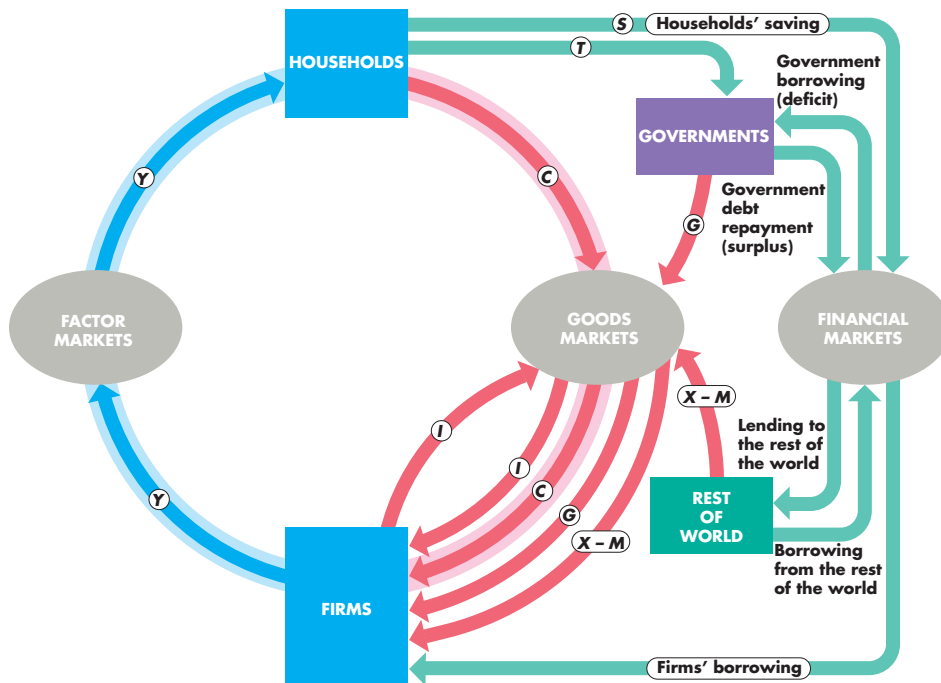 S
Households’ saving
T
HOUSEHOLDS
Government
borrowing
(deficit)
GOVERNMENTS
Y
C
Government
debt
repayment
(surplus)
G
FACTOR
MARKETS
GOODS
MARKETS
FINANCIAL
MARKETS
X – M
I
Lending to
the rest of
the world
I
C
G
X – M
Y
REST
OF
WORLD
Borrowing
from the rest
of the world
FIRMS
Firms’ borrowing